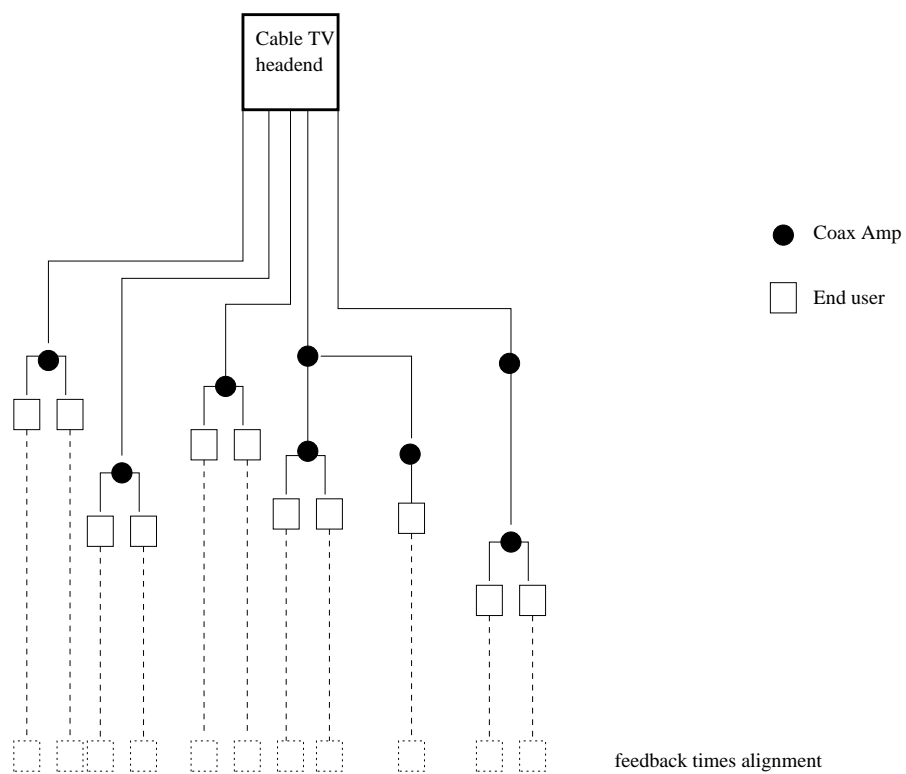 Cable TV
headend
Coax Amp
End user
feedback times alignment